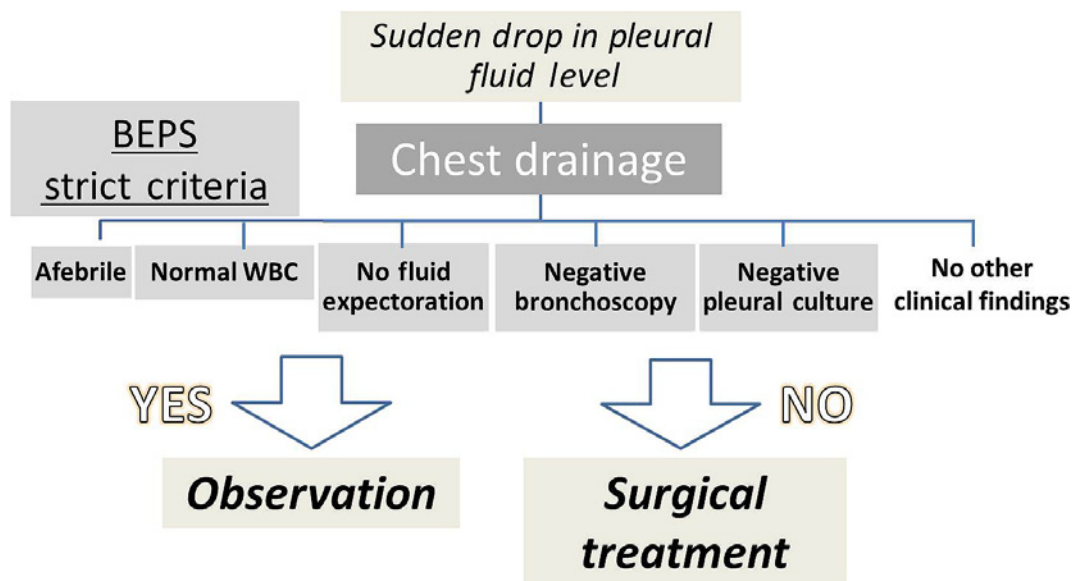 Sudden drop in pleural
fluid level
BEPS
strict criteria
Chest drainage
Afebrile
Normal WBC
No fluid
expectoration
Negative
bronchoscopy
Negative
pleural culture
No other
clinical findings
YES
NO
Observation
Surgical
treatment